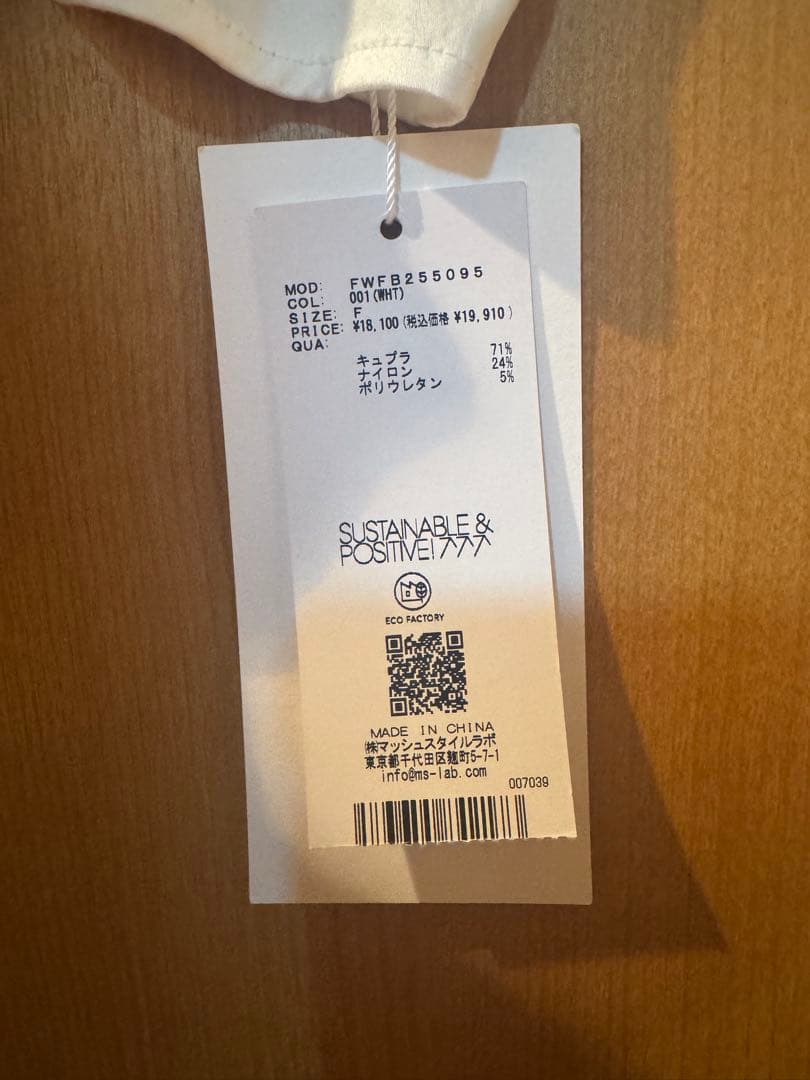 MOD: FWFB255095
COL: 001(WHT)
SIZE: F
PRICE: ¥18,100(税込価格 ¥19,910)
QUA:
キュプラ 71%
ナイロン 24%
ポリウレタン 5%
SUSTAINABLE &
POSITIVE!↗↗↗
ECO FACTORY
MADE IN CHINA
㈱マッシュスタイルラボ
東京都千代田区麹町5-7-1
info@ms-lab.com
007039